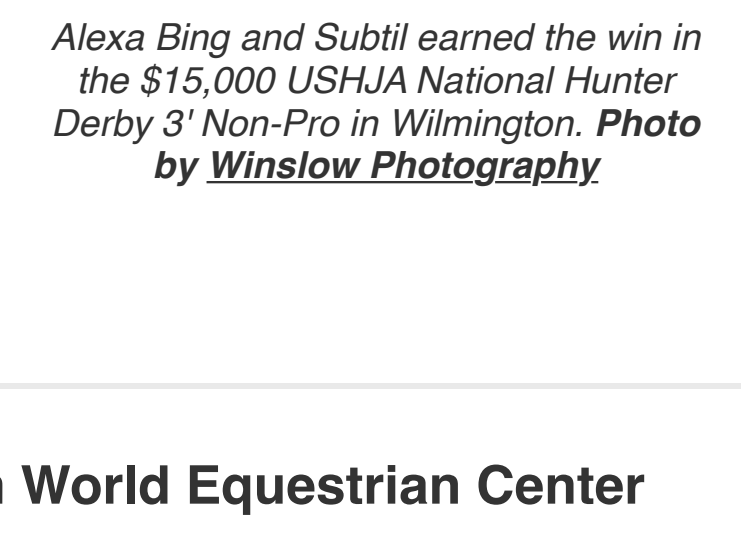 Alexa Bing and Subtil earned the win in
the $15,000 USHJA National Hunter
Derby 3' Non-Pro in Wilmington. Photo
by Winslow Photography
World Equestrian Center